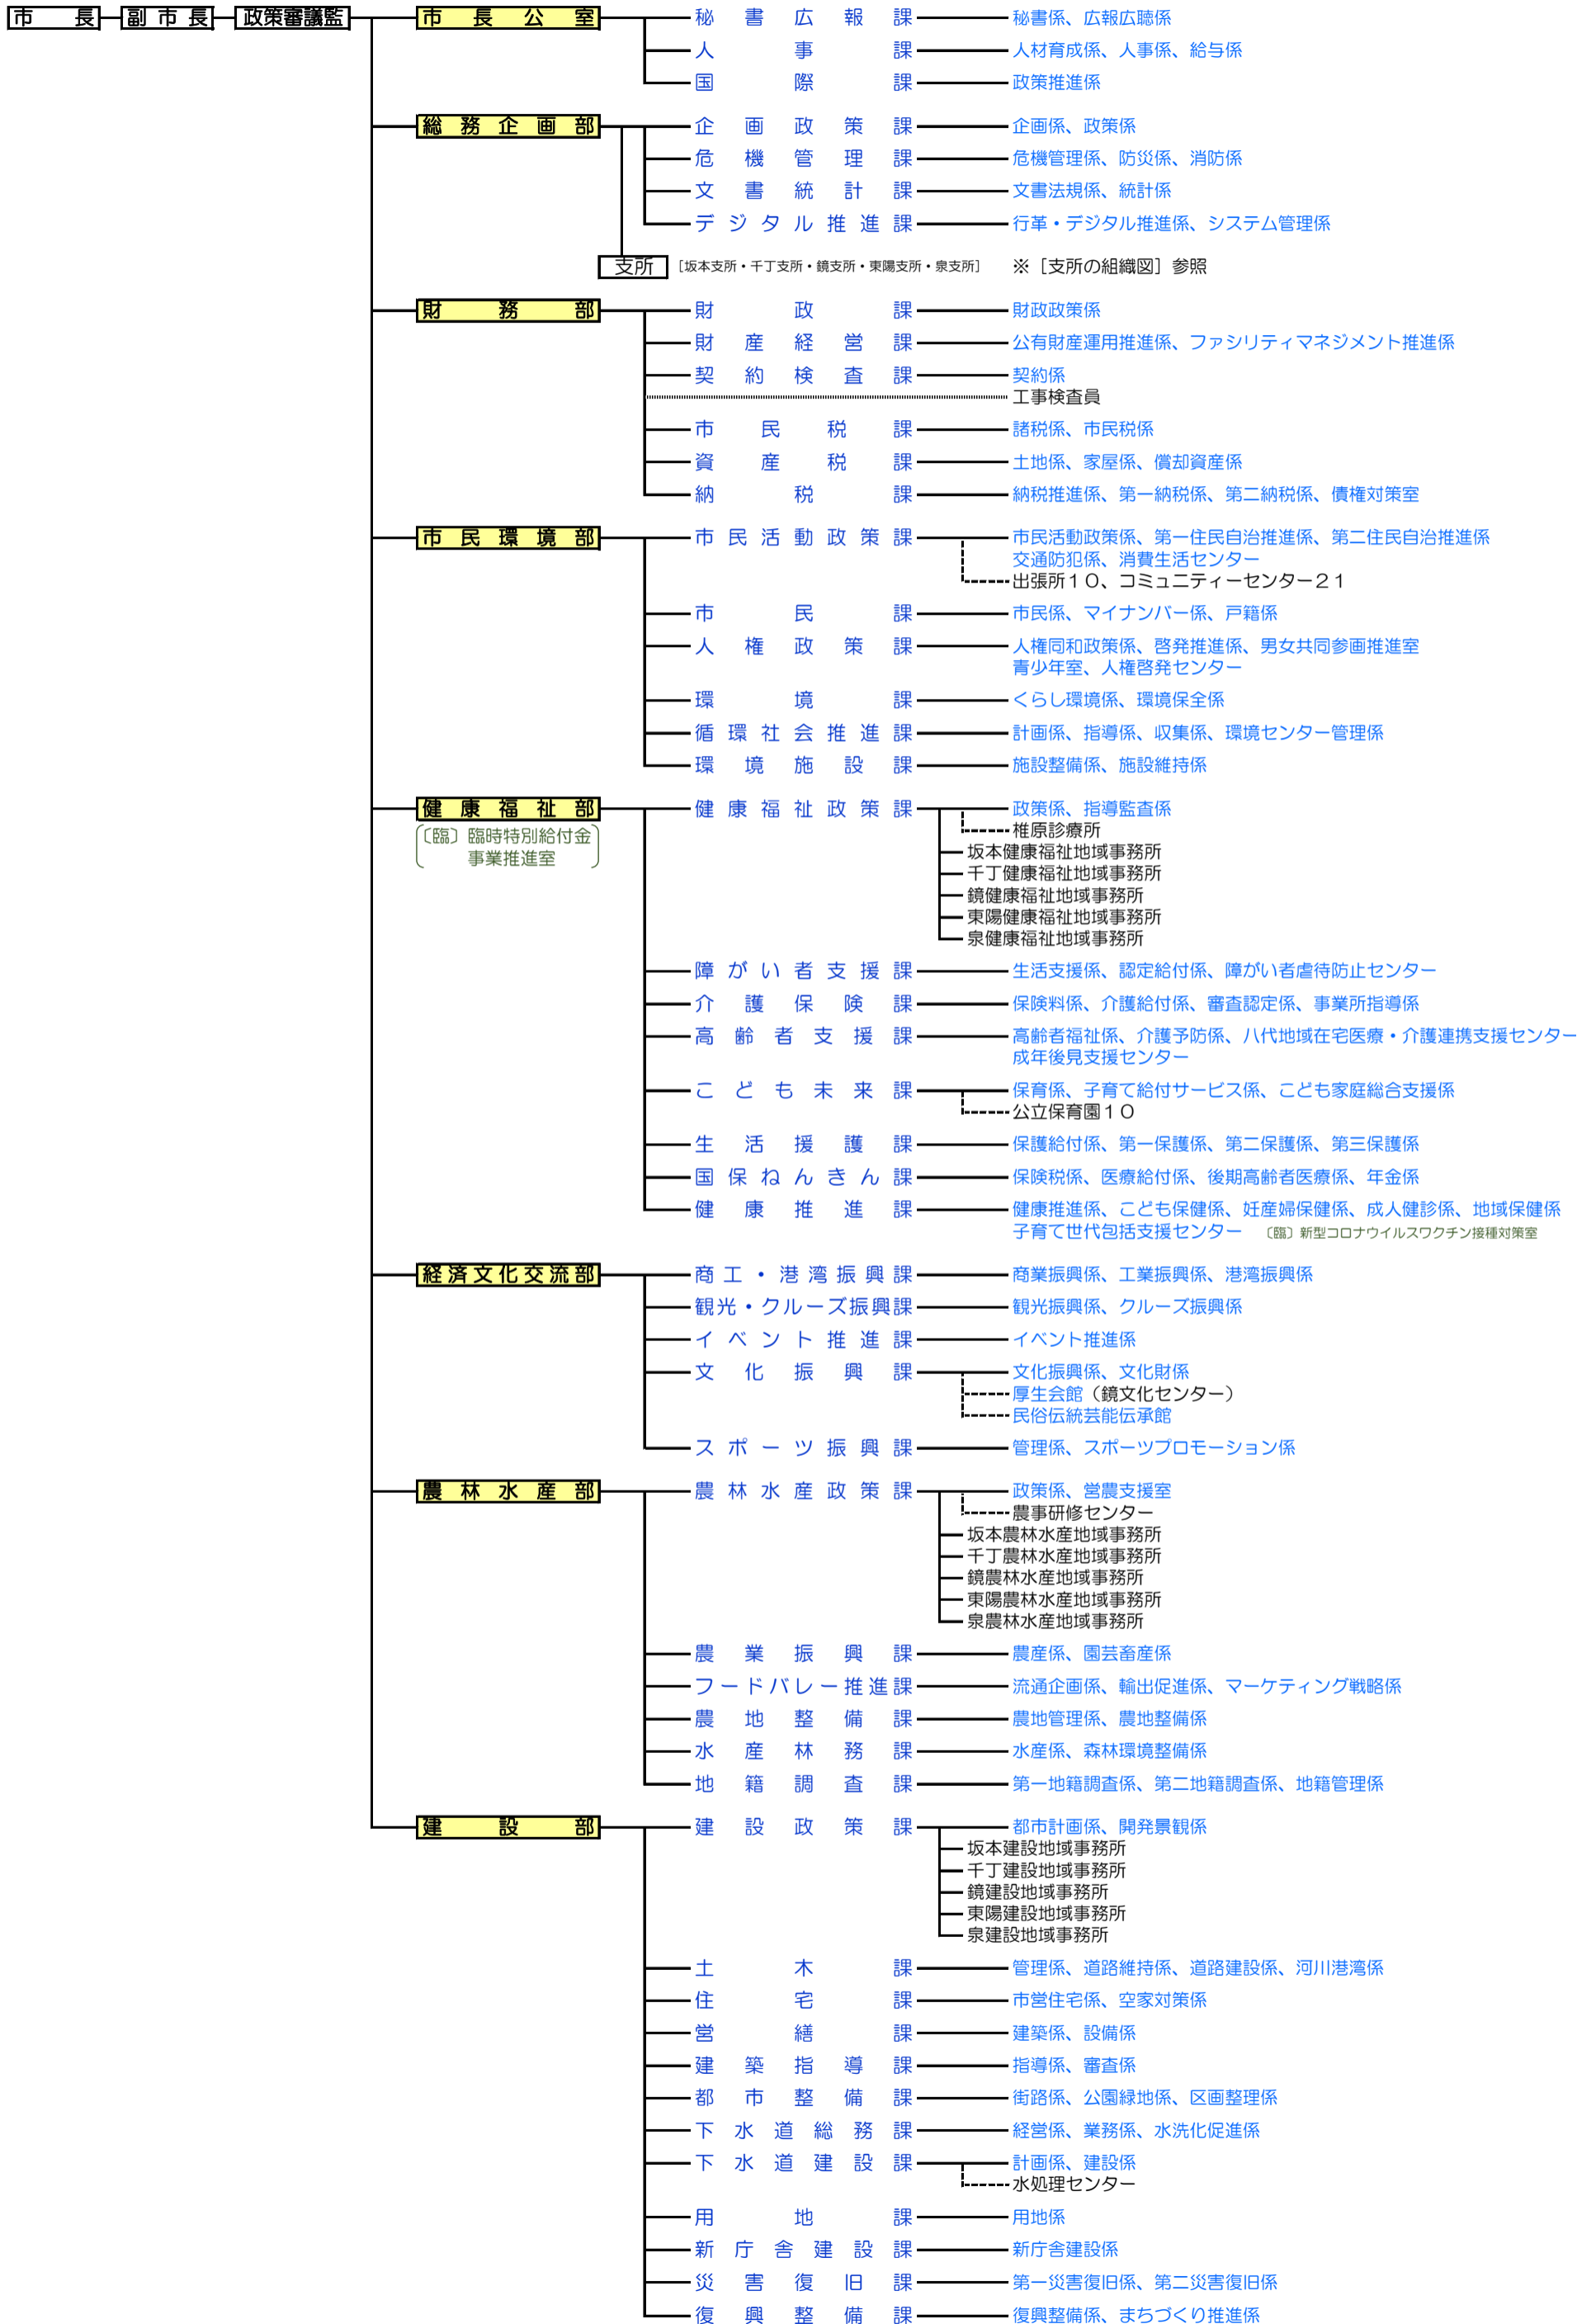 市長 副市長 政策審議監 市長公室 秘書広報課 秘書係、広報広聴係
人事課 人材育成係、人事係、給与係
国際課 政策推進係
総務企画部 企画政策課 企画係、政策係
危機管理課 危機管理係、防災係、消防係
文書統計課 文書法規係、統計係
デジタル推進課 行革・デジタル推進係、システム管理係
支所 ［坂本支所・千丁支所・鏡支所・東陽支所・泉支所］ ※［支所の組織図］参照
財務部 財政課 財政政策係
財産経営課 公有財産運用推進係、ファシリティマネジメント推進係
契約検査課 契約係
工事検査員
市民税課 諸税係、市民税係
資産税課 土地係、家屋係、償却資産係
納税課 納税推進係、第一納税係、第二納税係、債権対策室
市民環境部 市民活動政策課 市民活動政策係、第一住民自治推進係、第二住民自治推進係
交通防犯係、消費生活センター
出張所１０、コミュニティーセンター２１
市民課 市民係、マイナンバー係、戸籍係
人権政策課 人権同和政策係、啓発推進係、男女共同参画推進室
青少年室、人権啓発センター
環境課 くらし環境係、環境保全係
循環社会推進課 計画係、指導係、収集係、環境センター管理係
環境施設課 施設整備係、施設維持係
健康福祉部 健康福祉政策課 政策係、指導監査係
〔臨〕臨時特別給付金 椎原診療所
事業推進室 坂本健康福祉地域事務所
千丁健康福祉地域事務所
鏡健康福祉地域事務所
東陽健康福祉地域事務所
泉健康福祉地域事務所
障がい者支援課 生活支援係、認定給付係、障がい者虐待防止センター
介護保険課 保険料係、介護給付係、審査認定係、事業所指導係
高齢者支援課 高齢者福祉係、介護予防係、八代地域在宅医療・介護連携支援センター
成年後見支援センター
こども未来課 保育係、子育て給付サービス係、こども家庭総合支援係
公立保育園１０
生活援護課 保護給付係、第一保護係、第二保護係、第三保護係
国保ねんきん課 保険税係、医療給付係、後期高齢者医療係、年金係
健康推進課 健康推進係、こども保健係、妊産婦保健係、成人健診係、地域保健係
子育て世代包括支援センター 〔臨〕新型コロナウイルスワクチン接種対策室
経済文化交流部 商工・港湾振興課 商業振興係、工業振興係、港湾振興係
観光・クルーズ振興課 観光振興係、クルーズ振興係
イベント推進課 イベント推進係
文化振興課 文化振興係、文化財係
厚生会館（鏡文化センター）
民俗伝統芸能伝承館
スポーツ振興課 管理係、スポーツプロモーション係
農林水産部 農林水産政策課 政策係、営農支援室
農事研修センター
坂本農林水産地域事務所
千丁農林水産地域事務所
鏡農林水産地域事務所
東陽農林水産地域事務所
泉農林水産地域事務所
農業振興課 農産係、園芸畜産係
フードバレー推進課 流通企画係、輸出促進係、マーケティング戦略係
農地整備課 農地管理係、農地整備係
水産林務課 水産係、森林環境整備係
地籍調査課 第一地籍調査係、第二地籍調査係、地籍管理係
建設部 建設政策課 都市計画係、開発景観係
坂本建設地域事務所
千丁建設地域事務所
鏡建設地域事務所
東陽建設地域事務所
泉建設地域事務所
土木課 管理係、道路維持係、道路建設係、河川港湾係
住宅課 市営住宅係、空家対策係
営繕課 建築係、設備係
建築指導課 指導係、審査係
都市整備課 街路係、公園緑地係、区画整理係
下水道総務課 経営係、業務係、水洗化促進係
下水道建設課 計画係、建設係
水処理センター
用地課 用地係
新庁舎建設課 新庁舎建設係
災害復旧課 第一災害復旧係、第二災害復旧係
復興整備課 復興整備係、まちづくり推進係